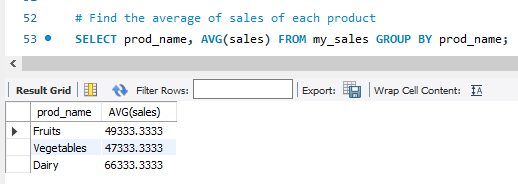 52 # Find the average of sales of each product
53 SELECT prod_name, AVG(sales) FROM my_sales GROUP BY prod_name;
Result Grid Filter Rows: Export: Wrap Cell Content:
prod_name AVG(sales)
Fruits 49333.3333
Vegetables 47333.3333
Dairy 66333.3333